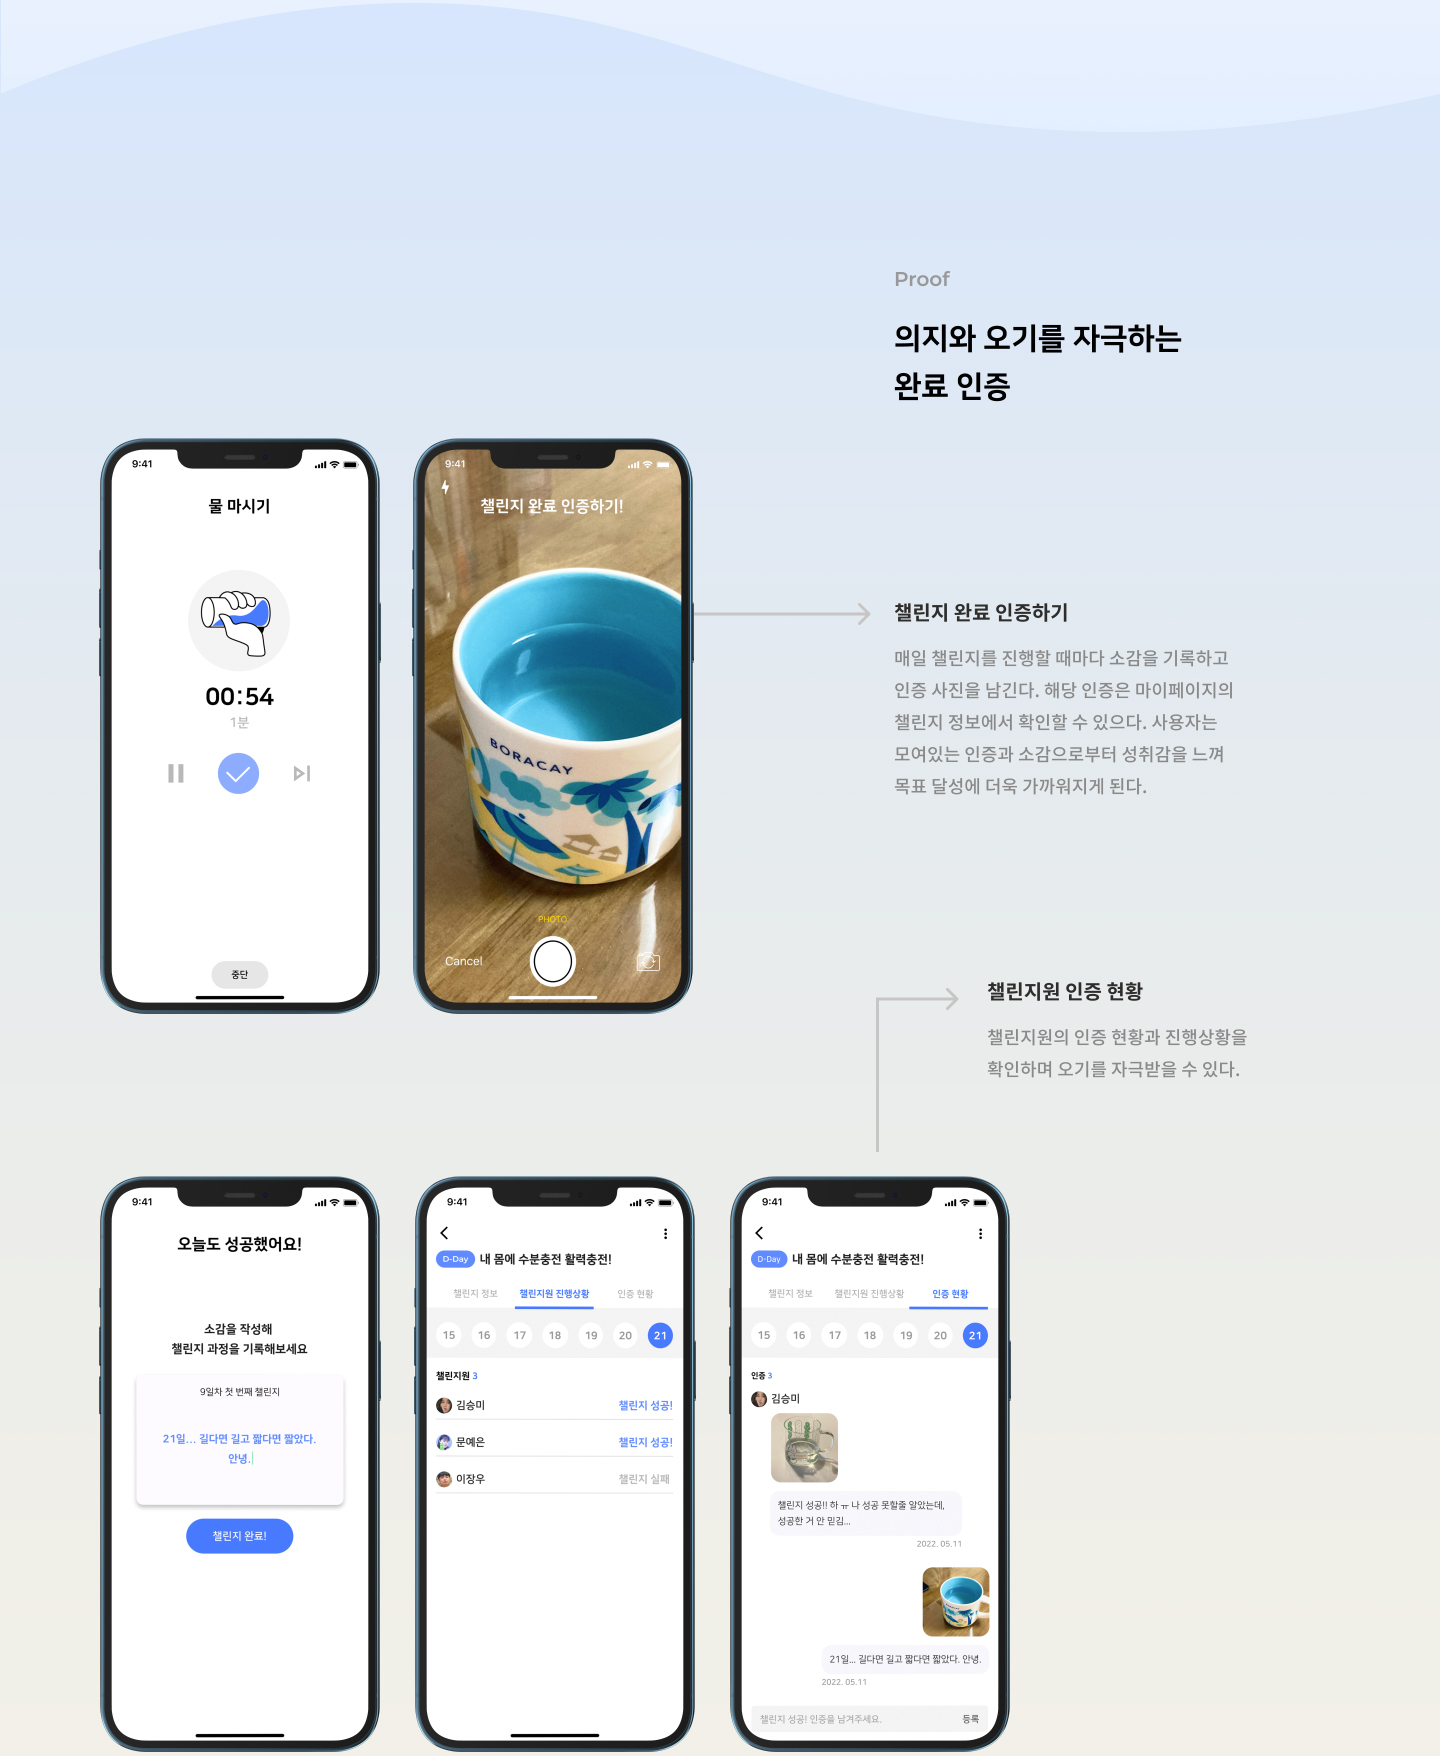 Proof
의지와 오기를 자극하는
완료 인증
9:41
물 마시기
00:54
1분
중단
9:41
챌린지 완료 인증하기!
BORACAY
PHOTO
Cancel
챌린지 완료 인증하기
매일 챌린지를 진행할 때마다 소감을 기록하고
인증 사진을 남긴다. 해당 인증은 마이페이지의
챌린지 정보에서 확인할 수 있으다. 사용자는
모여있는 인증과 소감으로부터 성취감을 느껴
목표 달성에 더욱 가까워지게 된다.
챌린지원 인증 현황
챌린지원의 인증 현황과 진행상황을
확인하며 오기를 자극받을 수 있다.
9:41
오늘도 성공했어요!
소감을 작성해
챌린지 과정을 기록해보세요
9일차 첫 번째 챌린지
21일... 길다면 길고 짧다면 짧았다.
안녕.
챌린지 완료!
9:41
D-Day 내 몸에 수분충전 활력충전!
챌린지 정보 챌린지원 진행상황 인증 현황
15 16 17 18 19 20 21
챌린지원 3
김승미 챌린지 성공!
문예은 챌린지 성공!
이장우 챌린지 실패
9:41
D-Day 내 몸에 수분충전 활력충전!
챌린지 정보 챌린지원 진행상황 인증 현황
15 16 17 18 19 20 21
인증 3
김승미
챌린지 성공!! 하 ㅠ 나 성공 못할줄 알았는데,
성공한 거 안 믿김...
2022. 05.11
BORACAY
21일... 길다면 길고 짧다면 짧았다. 안녕.
2022. 05.11
챌린지 성공! 인증을 남겨주세요. 등록